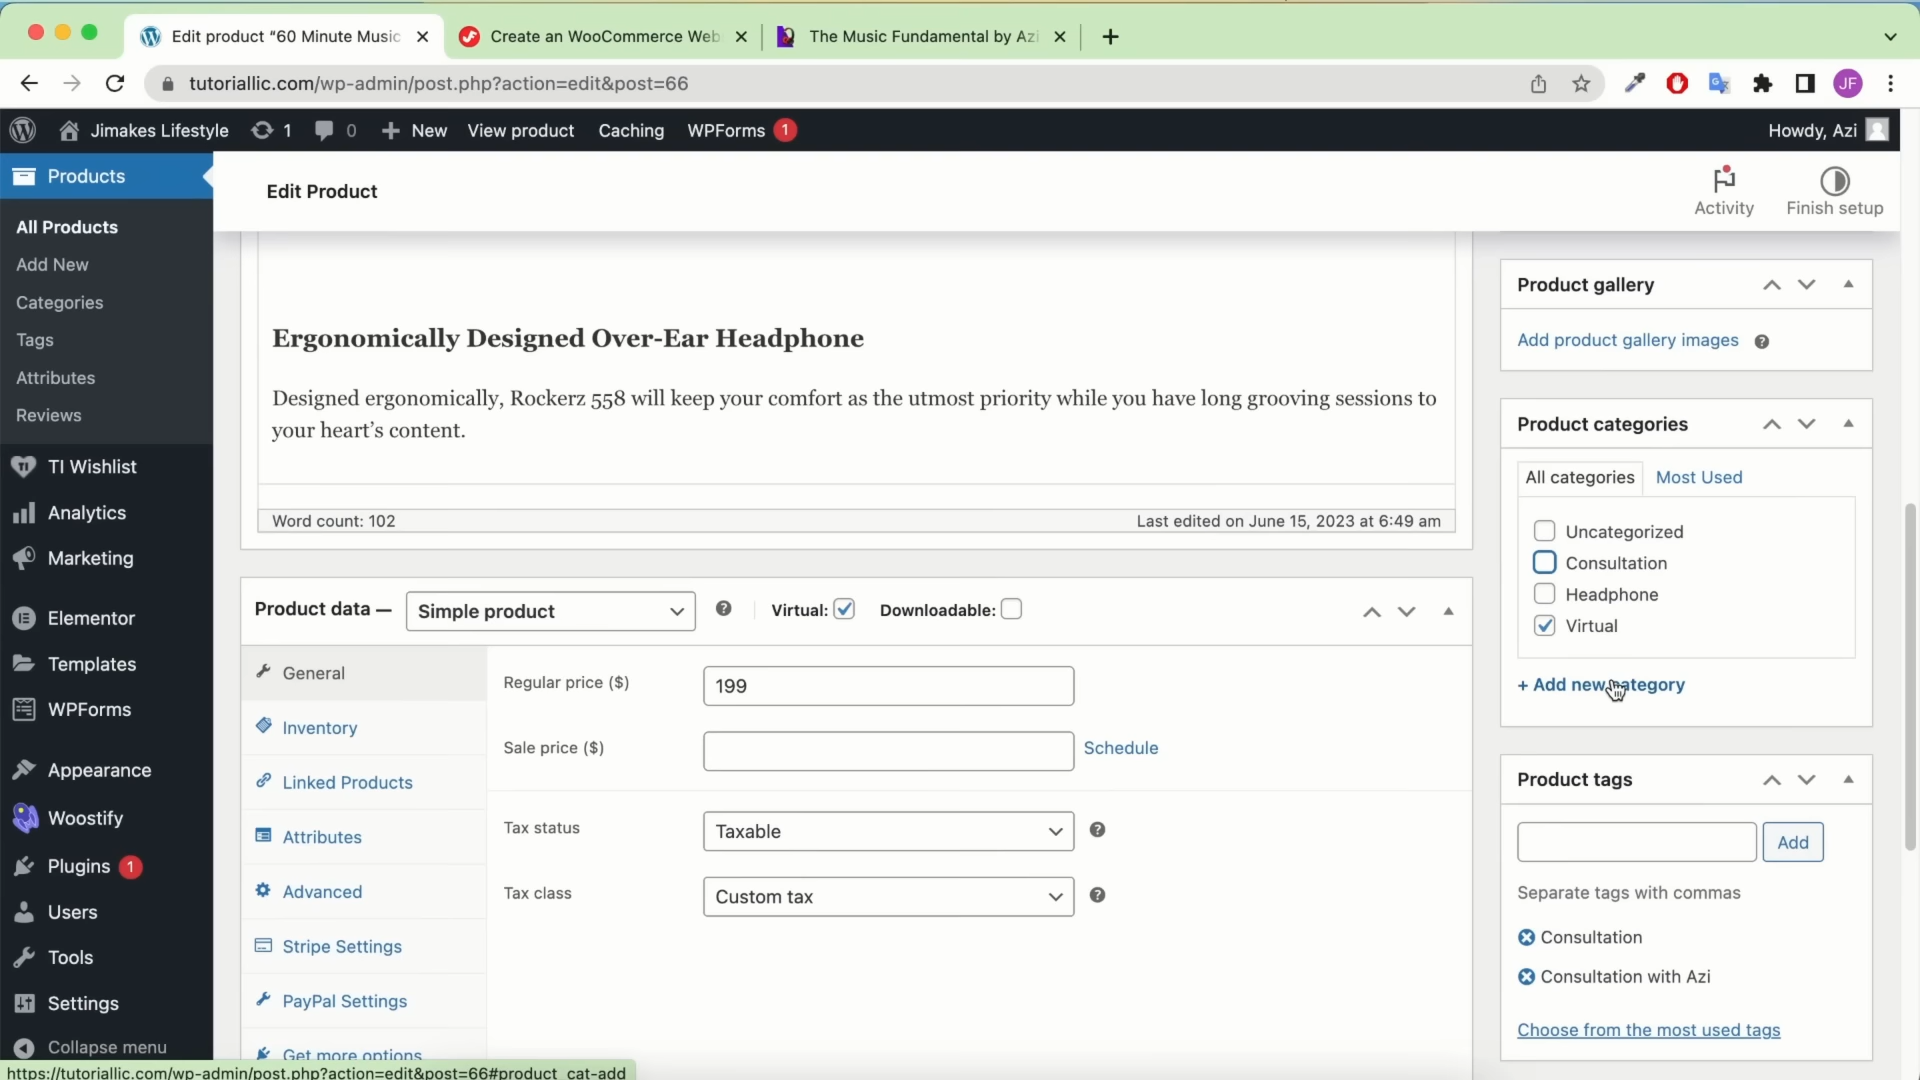 Edit product “60 Minute Music
Create an WooCommerce Web
The Music Fundamental by Azi
tutoriallic.com/wp-admin/post.php?action=edit&post=66
JF
Jimakes Lifestyle
1
0
New
View product
Caching
WPForms 1
Howdy, Azi
Products
All Products
Add New
Categories
Tags
Attributes
Reviews
TI Wishlist
Analytics
Marketing
Elementor
Templates
WPForms
Appearance
Woostify
Plugins 1
Users
Tools
Settings
Collapse menu
Edit Product
Activity
Finish setup
Ergonomically Designed Over-Ear Headphone
Designed ergonomically, Rockerz 558 will keep your comfort as the utmost priority while you have long grooving sessions to
your heart’s content.
Word count: 102
Last edited on June 15, 2023 at 6:49 am
Product data —
Simple product
Virtual:
Downloadable:
General
Inventory
Linked Products
Attributes
Advanced
Stripe Settings
PayPal Settings
Get more options
Regular price ($)
199
Sale price ($)
Schedule
Tax status
Taxable
Tax class
Custom tax
Product gallery
Add product gallery images
Product categories
All categories
Most Used
Uncategorized
Consultation
Headphone
Virtual
+ Add new category
Product tags
Add
Separate tags with commas
Consultation
Consultation with Azi
Choose from the most used tags
https://tutoriallic.com/wp-admin/post.php?action=edit&post=66#product_cat-add